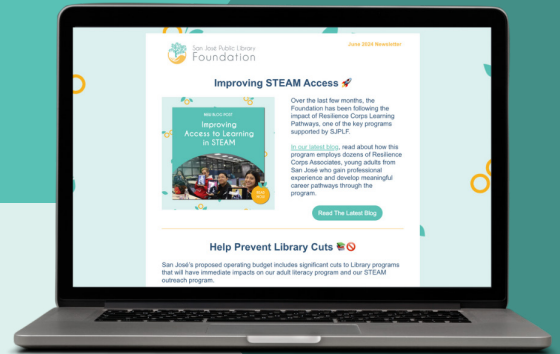 San José Public Library
Foundation
June 2024 Newsletter
Improving STEAM Access 🚀
Improving
Access to Learning
in STEAM
Over the last few months, the
Foundation has been following the
impact of Resilience Corps Learning
Pathways, one of the key programs
supported by SJPLF.
In our latest blog, read about how this
program employs dozens of Resilience
Corps Associates, young adults from
San José who gain professional
experience and develop meaningful
career pathways through the
program.
Read The Latest Blog
Help Prevent Library Cuts 📚🚫
San José's proposed operating budget includes significant cuts to Library programs
that will have immediate impacts on our adult literacy program and our STEAM
outreach program.